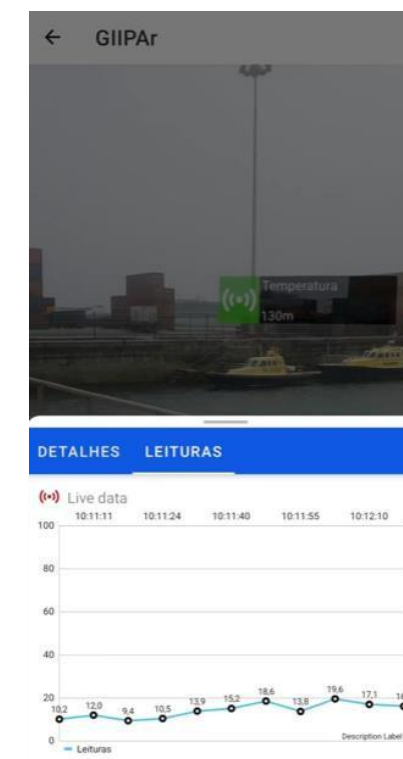 GIIPAr
Temperatura
130m
DETALHES LEITURAS
Live data
10:11:11 10:11:24 10:11:40 10:11:55 10:12:10
100
80
60
40
20
0
10,2 12,0 9,4 10,5 13,9 15,2 18,6 13,8 19,6 17,1
Description Label
Leituras